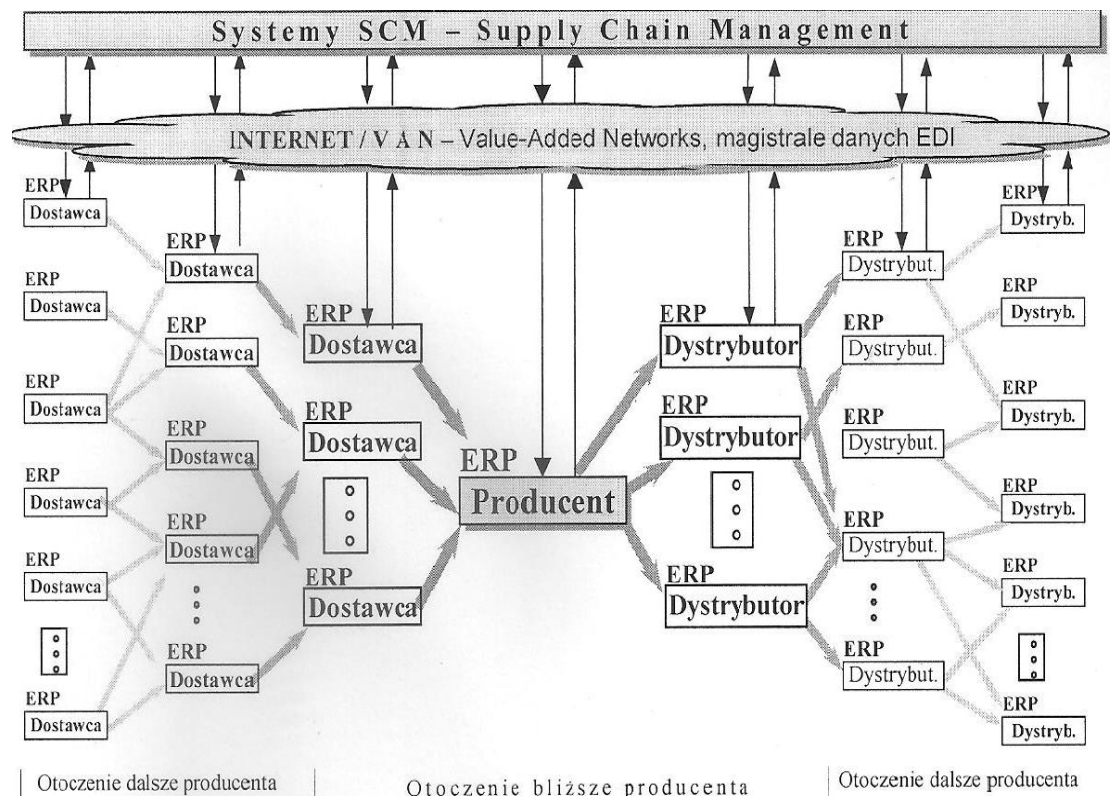 Systemy SCM – Supply Chain Management
INTERNET / VAN – Value-Added Networks, magistrale danych EDI
ERP
Dostawca
ERP
Dostawca
ERP
Dostawca
ERP
Dostawca
ERP
Dostawca
ERP
Dostawca
ERP
Dostawca
ERP
Dostawca
ERP
Dostawca
ERP
Dostawca
ERP
Dostawca
ERP
Dostawca
ERP
Dostawca
ERP
Dostawca
ERP
Producent
ERP
Dystrybutor
ERP
Dystrybutor
ERP
Dystrybutor
ERP
Dystrybut.
ERP
Dystrybut.
ERP
Dystrybut.
ERP
Dystrybut.
ERP
Dystrybut.
ERP
Dystryb.
ERP
Dystryb.
ERP
Dystryb.
ERP
Dystryb.
ERP
Dystryb.
ERP
Dystryb.
Otoczenie dalsze producenta
Otoczenie bliższe producenta
Otoczenie dalsze producenta